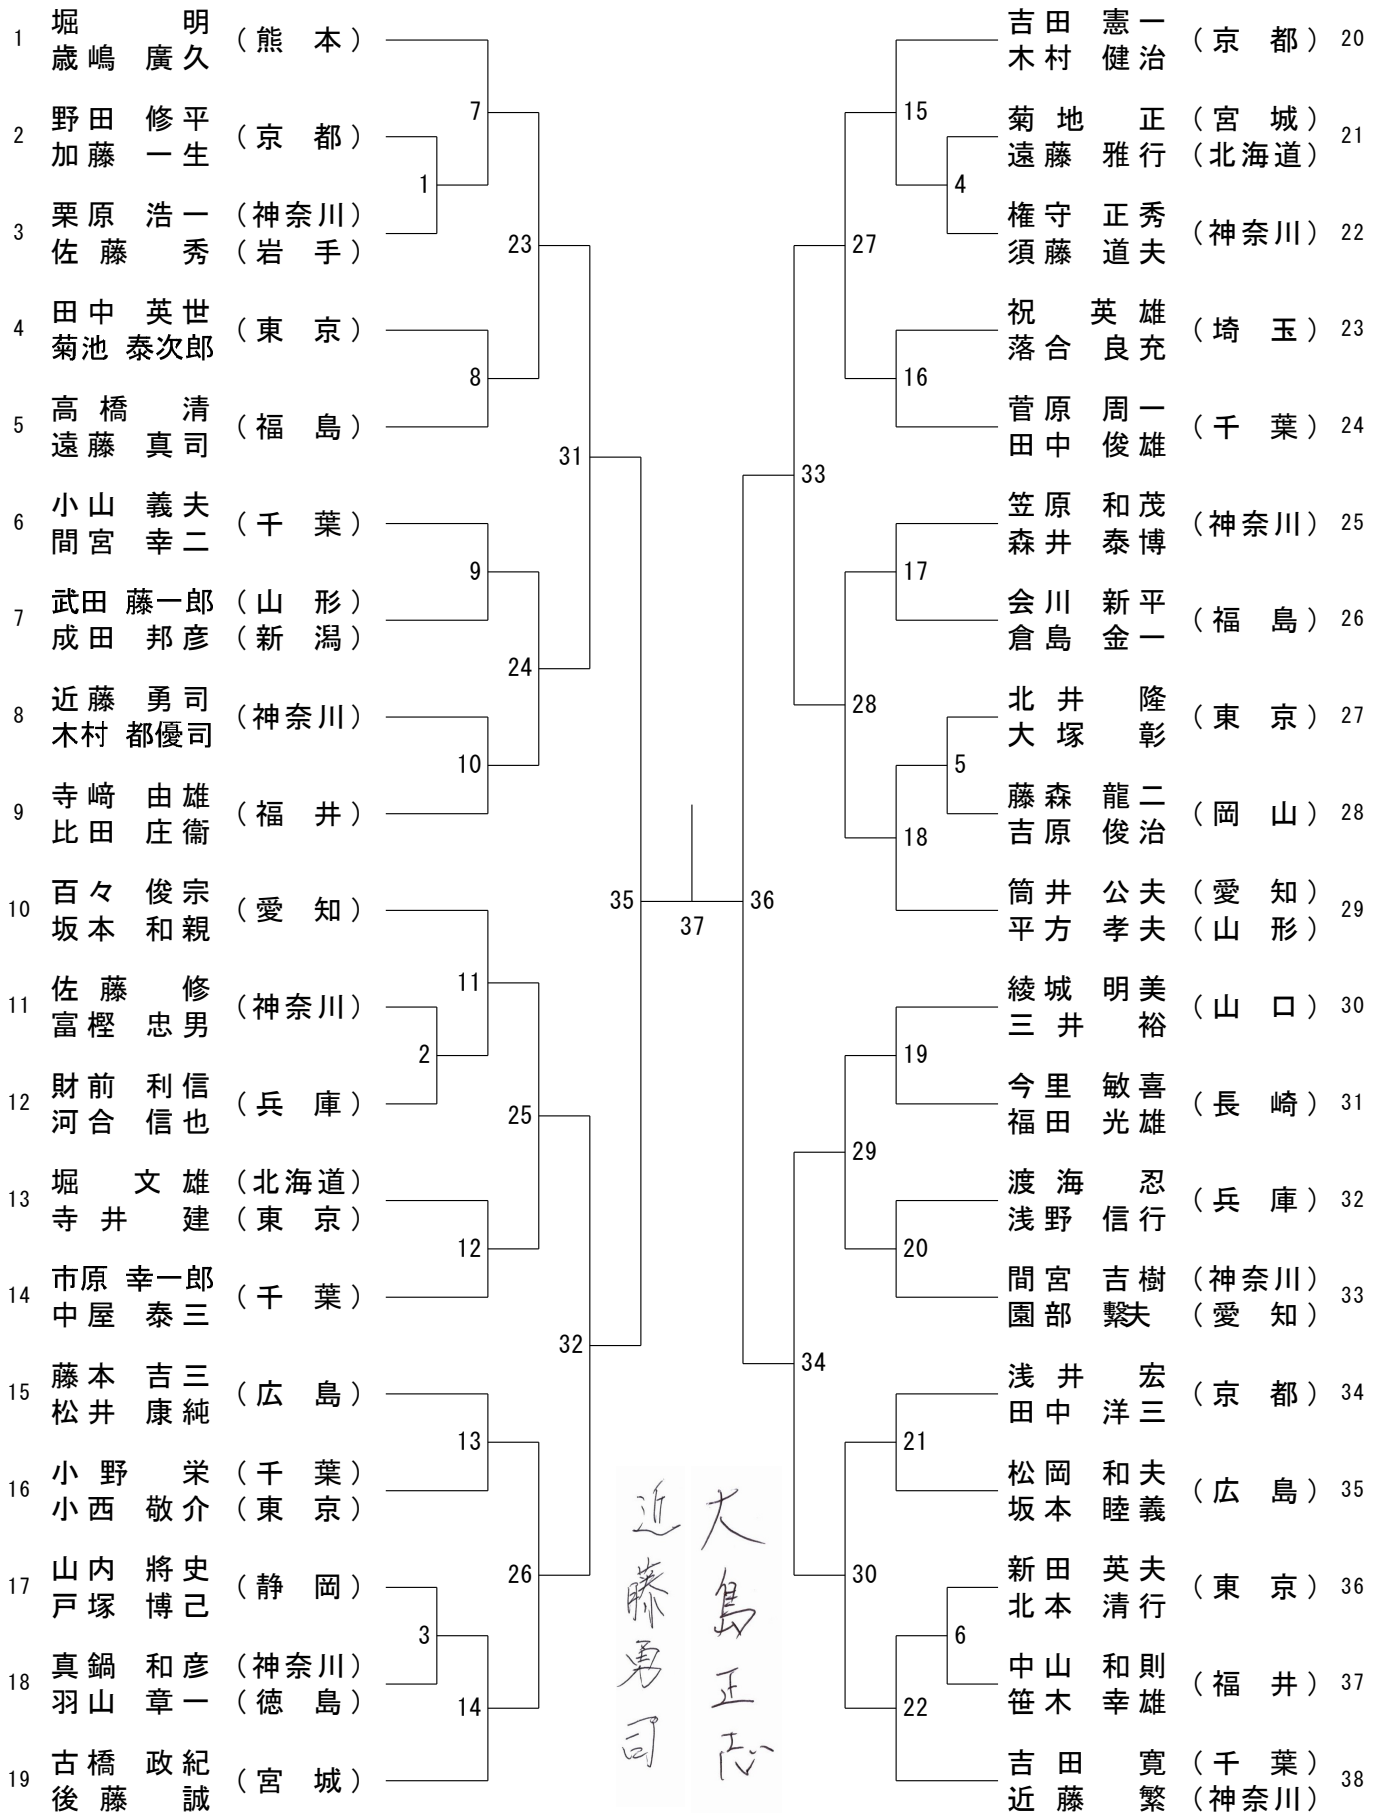 1 堀 明 (熊 本)
歳嶋 廣久
2 野田 修平 (京 都)
加藤 一生
3 栗原 浩一 (神奈川)
佐藤 秀 (岩 手)
4 田中 英世 (東 京)
菊池 泰次郎
5 高橋 清 (福 島)
遠藤 真司
6 小山 義夫 (千 葉)
間宮 幸二
7 武田 藤一郎 (山 形)
成田 邦彦 (新 潟)
8 近藤 勇司 (神奈川)
木村 都優司
9 寺﨑 由雄 (福 井)
比田 庄衞
10 百々 俊宗 (愛 知)
坂本 和親
11 佐藤 修 (神奈川)
富樫 忠男
12 財前 利信 (兵 庫)
河合 信也
13 堀 文雄 (北海道)
寺井 建 (東 京)
14 市原 幸一郎 (千 葉)
中屋 泰三
15 藤本 吉三 (広 島)
松井 康純
16 小野 栄 (千 葉)
小西 敬介 (東 京)
17 山内 將史 (静 岡)
戸塚 博己
18 真鍋 和彦 (神奈川)
羽山 章一 (徳 島)
19 古橋 政紀 (宮 城)
後藤 誠
7
1
23
8
31
9
24
10
35
11
2
25
12
32
13
26
3
14
37
近藤勇司
大島正志
36
15
4
27
16
33
17
28
5
18
19
29
20
34
21
30
6
22
吉田 憲一 (京 都) 20
木村 健治
菊地 正 (宮 城) 21
遠藤 雅行 (北海道)
権守 正秀 (神奈川) 22
須藤 道夫
祝 英雄 (埼 玉) 23
落合 良充
菅原 周一 (千 葉) 24
田中 俊雄
笠原 和茂 (神奈川) 25
森井 泰博
会川 新平 (福 島) 26
倉島 金一
北井 隆 (東 京) 27
大塚 彰
藤森 龍二 (岡 山) 28
吉原 俊治
筒井 公夫 (愛 知) 29
平方 孝夫 (山 形)
綾城 明美 (山 口) 30
三井 裕
今里 敏喜 (長 崎) 31
福田 光雄
渡海 忍 (兵 庫) 32
浅野 信行
間宮 吉樹 (神奈川) 33
園部 繋夫 (愛 知)
浅井 宏 (京 都) 34
田中 洋三
松岡 和夫 (広 島) 35
坂本 睦義
新田 英夫 (東 京) 36
北本 清行
中山 和則 (福 井) 37
笹木 幸雄
吉田 寛 (千 葉) 38
近藤 繁 (神奈川)